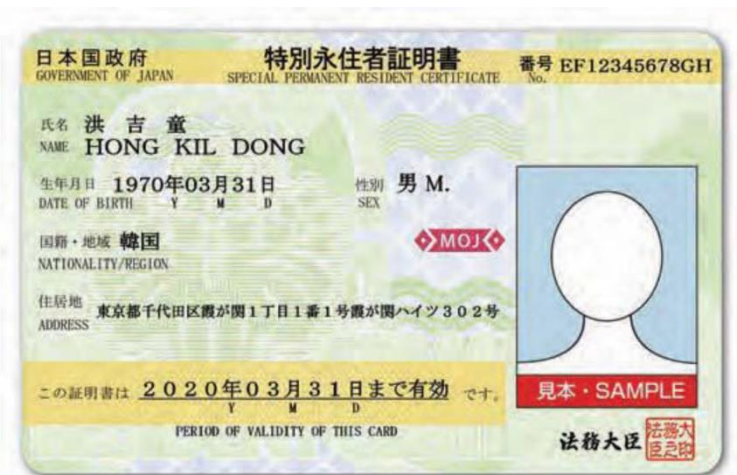 日本国政府 特別永住者証明書 番号 EF12345678GH
GOVERNMENT OF JAPAN SPECIAL PERMANENT RESIDENT CERTIFICATE No.
氏名 洪 吉 童
NAME HONG KIL DONG
生年月日 1970年03月31日 性別 男 M.
DATE OF BIRTH Y M D SEX
国籍・地域 韓国
NATIONALITY/REGION
MOJ
住居地 東京都千代田区霞が関1丁目1番1号霞が関ハイツ302号
ADDRESS
この証明書は 2020年03月31日まで有効 です。
Y M D
PERIOD OF VALIDITY OF THIS CARD
見本・SAMPLE
法務大臣 法務大臣之印